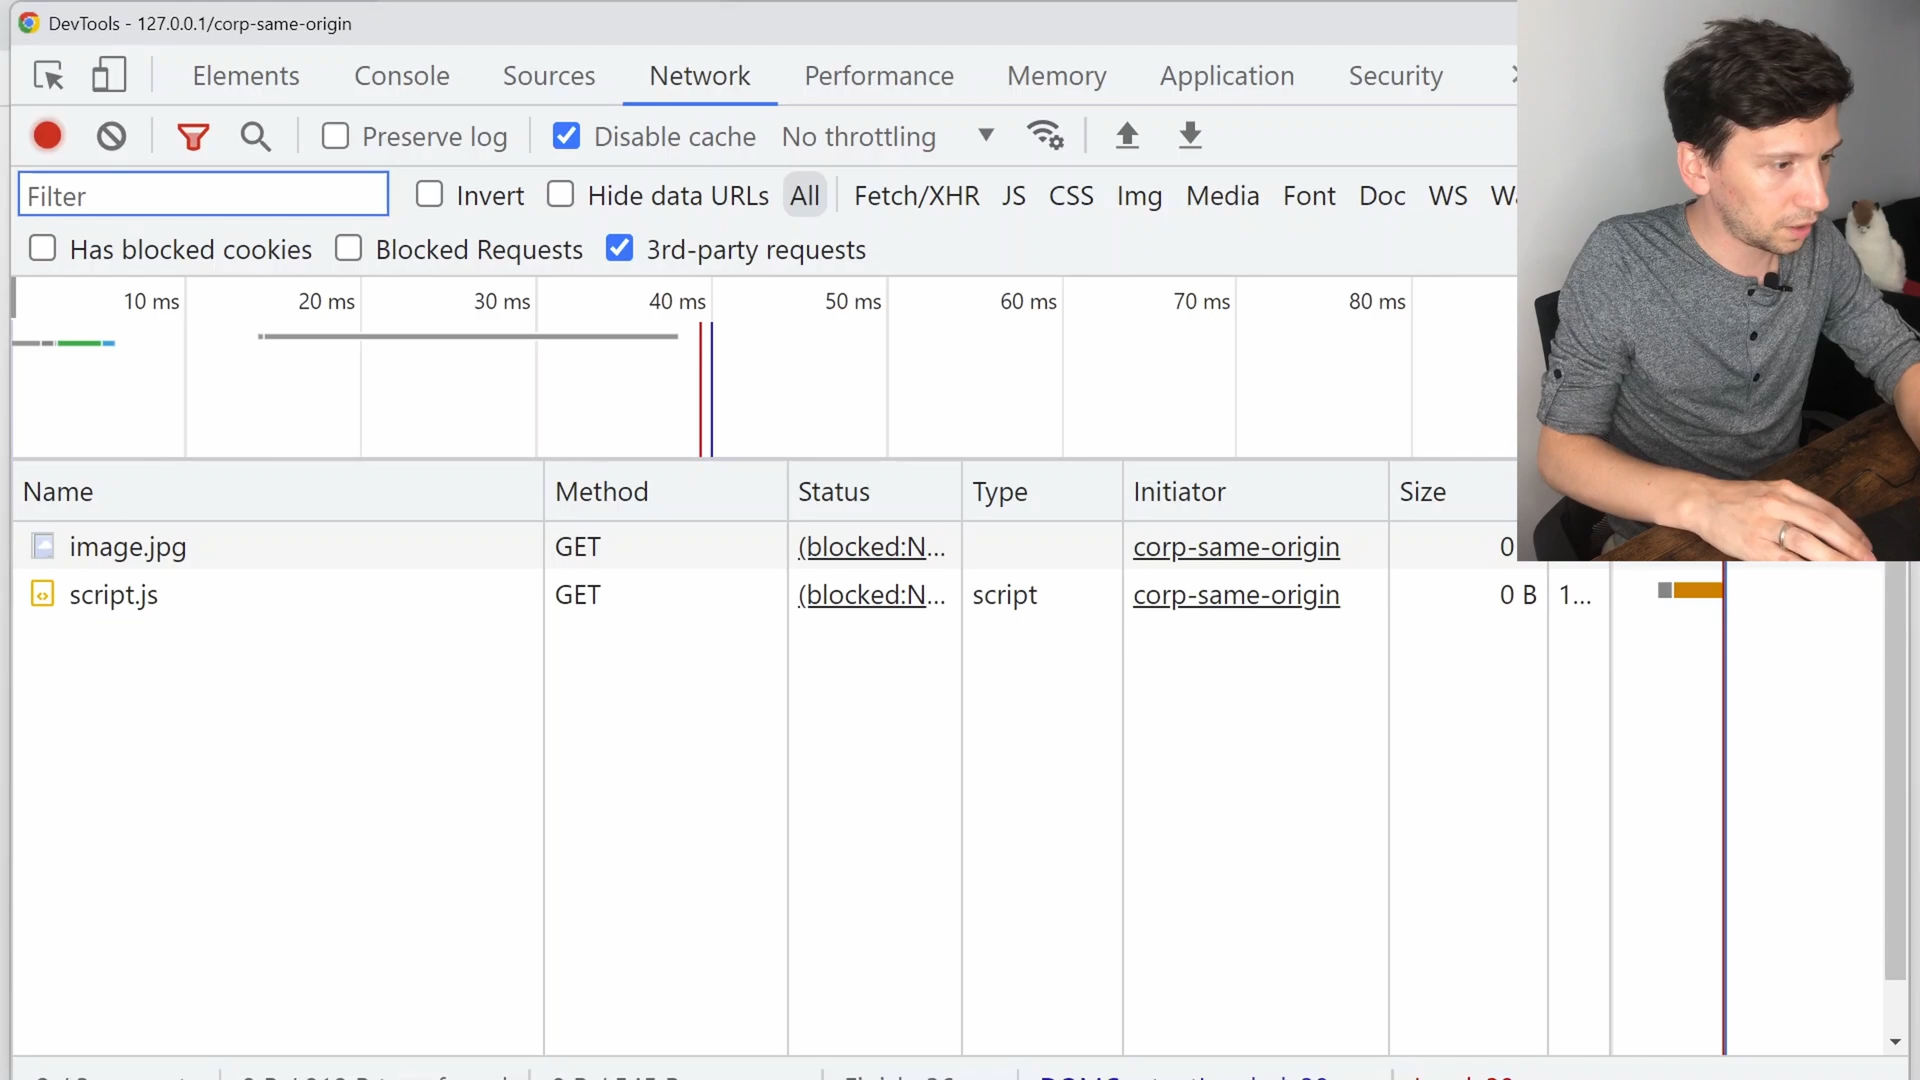 DevTools - 127.0.0.1/corp-same-origin
Elements Console Sources Network Performance Memory Application Security
Preserve log Disable cache No throttling
Filter Invert Hide data URLs All Fetch/XHR JS CSS Img Media Font Doc WS
Has blocked cookies Blocked Requests 3rd-party requests
10 ms 20 ms 30 ms 40 ms 50 ms 60 ms 70 ms 80 ms
Name Method Status Type Initiator Size
image.jpg GET (blocked:N... corp-same-origin 0
script.js GET (blocked:N... script corp-same-origin 0 B 1...